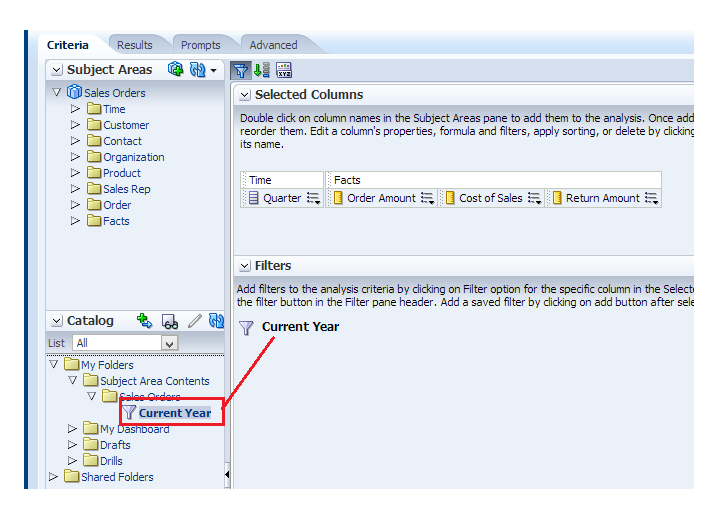 Criteria Results Prompts Advanced
Subject Areas
Sales Orders
Time
Customer
Contact
Organization
Product
Sales Rep
Order
Facts
Selected Columns
Double click on column names in the Subject Areas pane to add them to the analysis. Once add
reorder them. Edit a column's properties, formula and filters, apply sorting, or delete by clicking
its name.
Time Facts
Quarter Order Amount Cost of Sales Return Amount
Filters
Add filters to the analysis criteria by clicking on Filter option for the specific column in the Select
the filter button in the Filter pane header. Add a saved filter by clicking on add button after sele
Current Year
Catalog
List All
My Folders
Subject Area Contents
Sales Orders
Current Year
My Dashboard
Drafts
Drills
Shared Folders